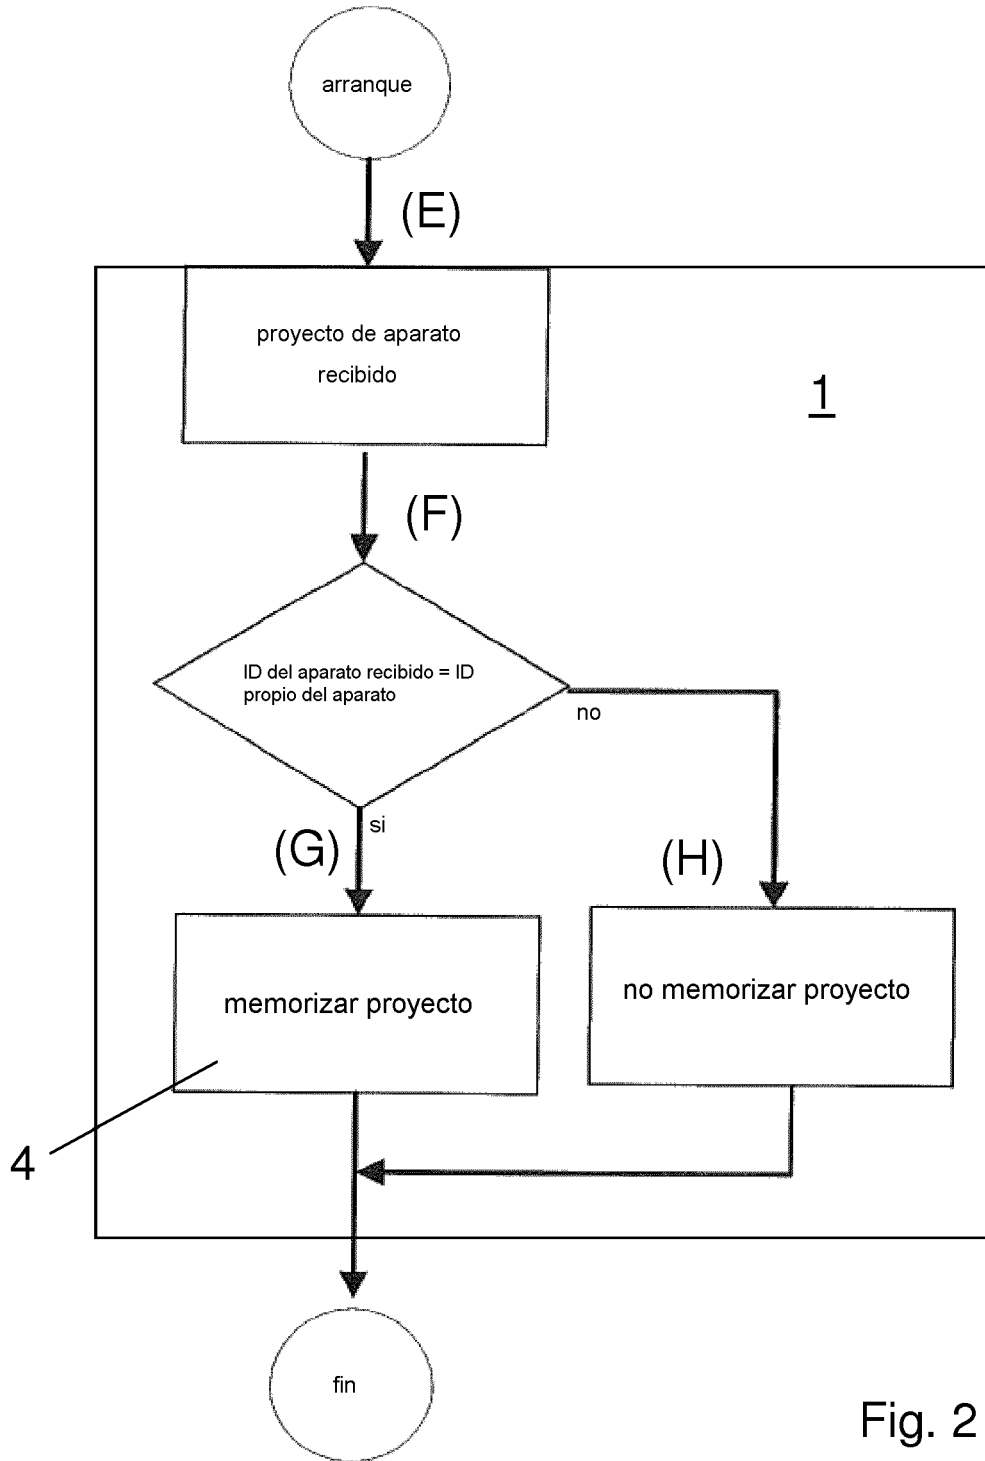 arranque
(E)
proyecto de aparato
recibido
1
(F)
ID del aparato recibido = ID
propio del aparato
no
si
(G)
(H)
memorizar proyecto
no memorizar proyecto
4
fin
Fig. 2